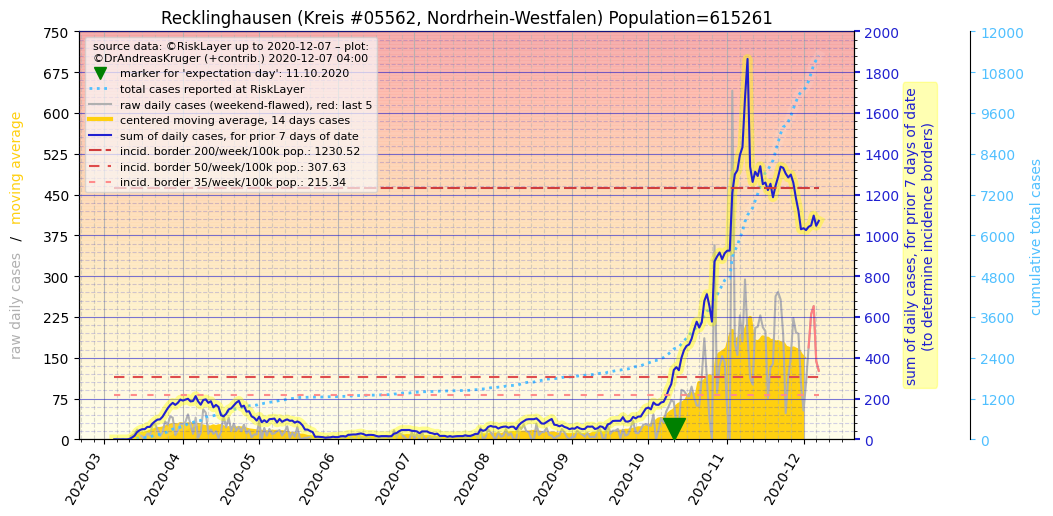 Recklinghausen (Kreis #05562, Nordrhein-Westfalen) Population=615261
source data: ©RiskLayer up to 2020-12-07 – plot:
©DrAndreasKruger (+contrib.) 2020-12-07 04:00
marker for 'expectation day': 11.10.2020
total cases reported at RiskLayer
raw daily cases (weekend-flawed), red: last 5
centered moving average, 14 days cases
sum of daily cases, for prior 7 days of date
incid. border 200/week/100k pop.: 1230.52
incid. border 50/week/100k pop.: 307.63
incid. border 35/week/100k pop.: 215.34
raw daily cases / moving average
750
675
600
525
450
375
300
225
150
75
0
2000
1800
1600
1400
1200
1000
800
600
400
200
0
sum of daily cases, for prior 7 days of date
(to determine incidence borders)
12000
10800
9600
8400
7200
6000
4800
3600
2400
1200
0
cumulative total cases
2020-03
2020-04
2020-05
2020-06
2020-07
2020-08
2020-09
2020-10
2020-11
2020-12